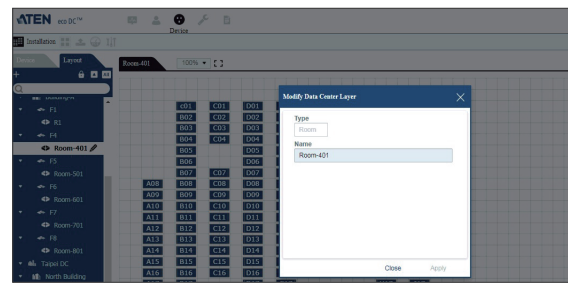 ATEN eco DC™
Device
Installation
Device Layout
Room-401 100%
All
F1
R1
F4
Room-401
F5
Room-501
F6
Room-601
F7
Room-701
F8
Room-801
Taipei DC
North Building
c01 C01 D01
B02 C02 D02
B03 C03 D03
B04 C04 D04
B05 D05
B06 D06
B07 C07 D07
A08 B08 C08 D08
A09 B09 C09 D09
A10 B10 C10 D10
A11 B11 C11 D11
A12 B12 C12 D12
A13 B13 C13 D13
A14 B14 C14 D14
A15 B15 C15 D15
A16 B16 C16 D16
Modify Data Center Layer
Type
Room
Name
Room-401
Close Apply